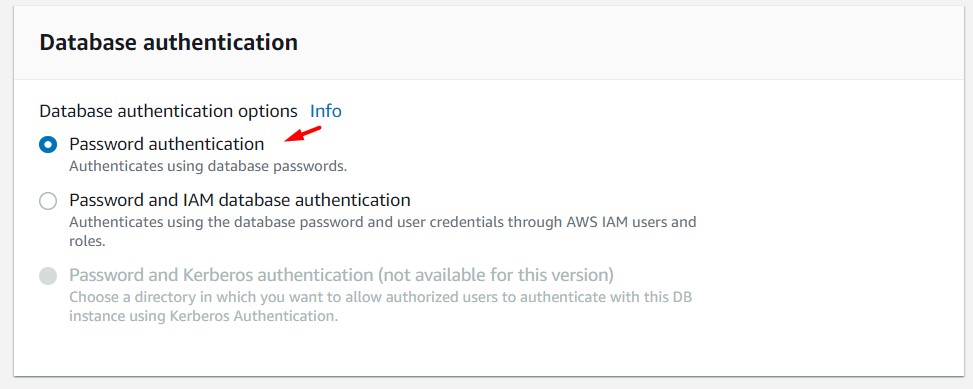 Database authentication
Database authentication options Info
Password authentication
Authenticates using database passwords.
Password and IAM database authentication
Authenticates using the database password and user credentials through AWS IAM users and
roles.
Password and Kerberos authentication (not available for this version)
Choose a directory in which you want to allow authorized users to authenticate with this DB
instance using Kerberos Authentication.